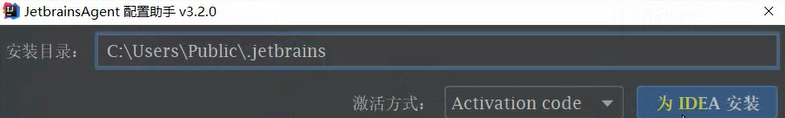 JetbrainsAgent 配置助手 v3.2.0
安装目录: C:\Users\Public\.jetbrains
激活方式: Activation code 为 IDEA 安装